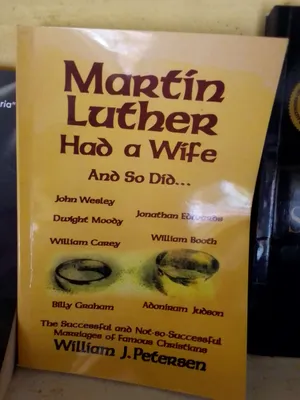 Martin
Luther
Had a Wife
And So Did...
John Wesley
Jonathan Edwards
Dwight Moody
William Carey
William Booth
Billy Graham
Adoniram Judson
The Successful and Not-so-Successful
Marriages of Famous Christians
William J. Petersen
ria